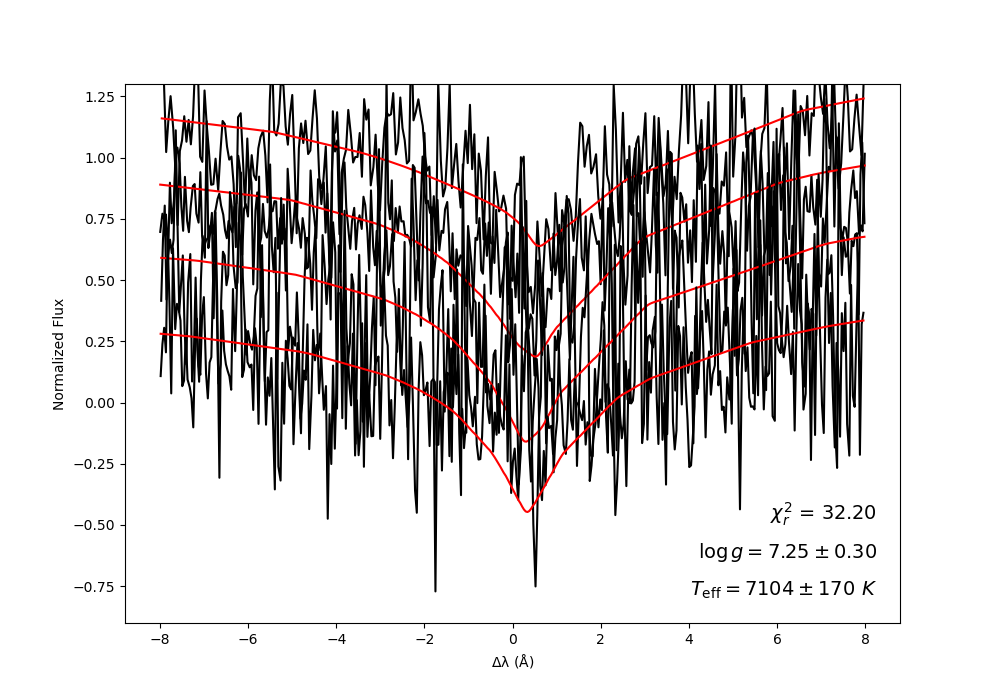 1.25
1.00
0.75
0.50
0.25
0.00
−0.25
−0.50
−0.75
Normalized Flux
χ²ᵣ = 32.20
log g = 7.25 ± 0.30
T_eff = 7104 ± 170 K
−8 −6 −4 −2 0 2 4 6 8
Δλ (Å)